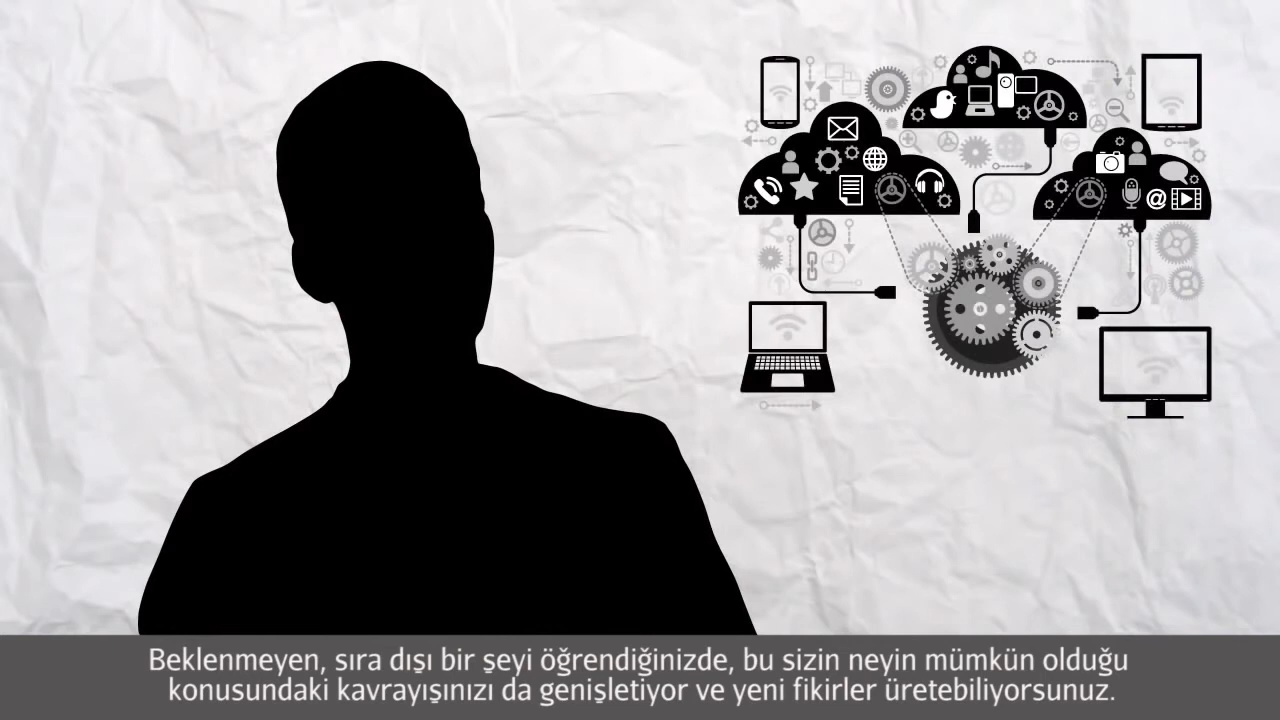 Beklenmeyen, sıra dışı bir şeyi öğrendiğinizde, bu sizin neyin mümkün olduğu
konusundaki kavrayışınızı da genişletiyor ve yeni fikirler üretebiliyorsunuz.